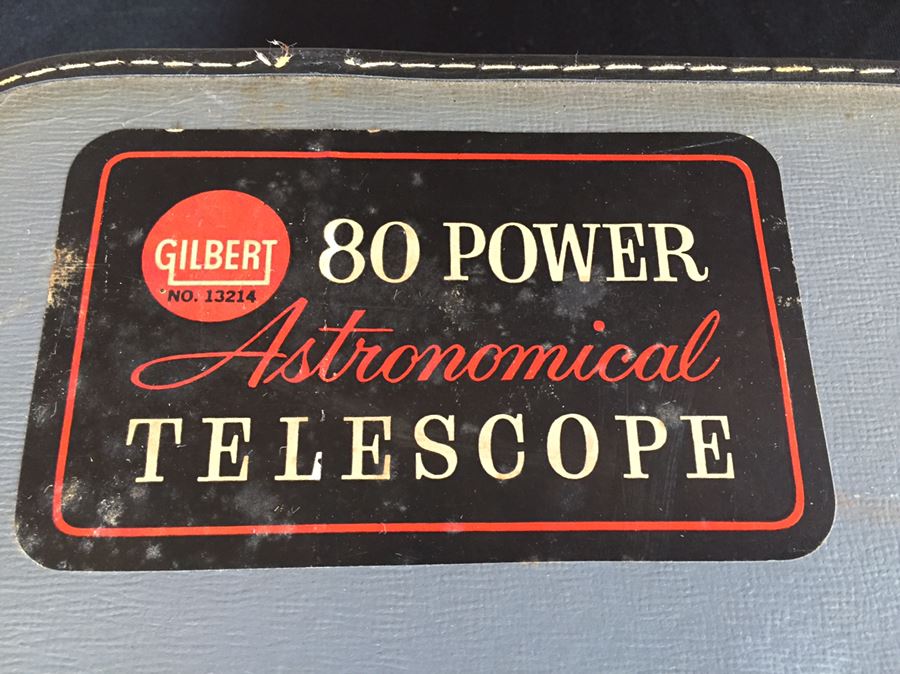 GILBERT
NO. 13214
80 POWER
Astronomical
TELESCOPE